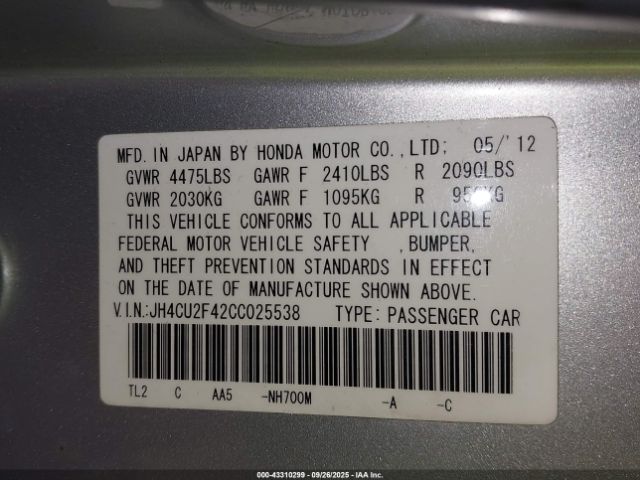 MFD. IN JAPAN BY HONDA MOTOR CO.,LTD; 05/'12
GVWR 4475LBS GAWR F 2410LBS R 2090LBS
GVWR 2030KG GAWR F 1095KG R
THIS VEHICLE CONFORMS TO ALL APPLICABLE
FEDERAL MOTOR VEHICLE SAFETY ,BUMPER,
AND THEFT PREVENTION STANDARDS IN EFFECT
ON THE DATE OF MANUFACTURE SHOWN ABOVE.
V.I.N.:JH4CU2F42CC025538 TYPE: PASSENGER CAR
TL2 C AA5 -NH700M -A -C
000-43310299 - 09/26/2025 - IAA Inc.